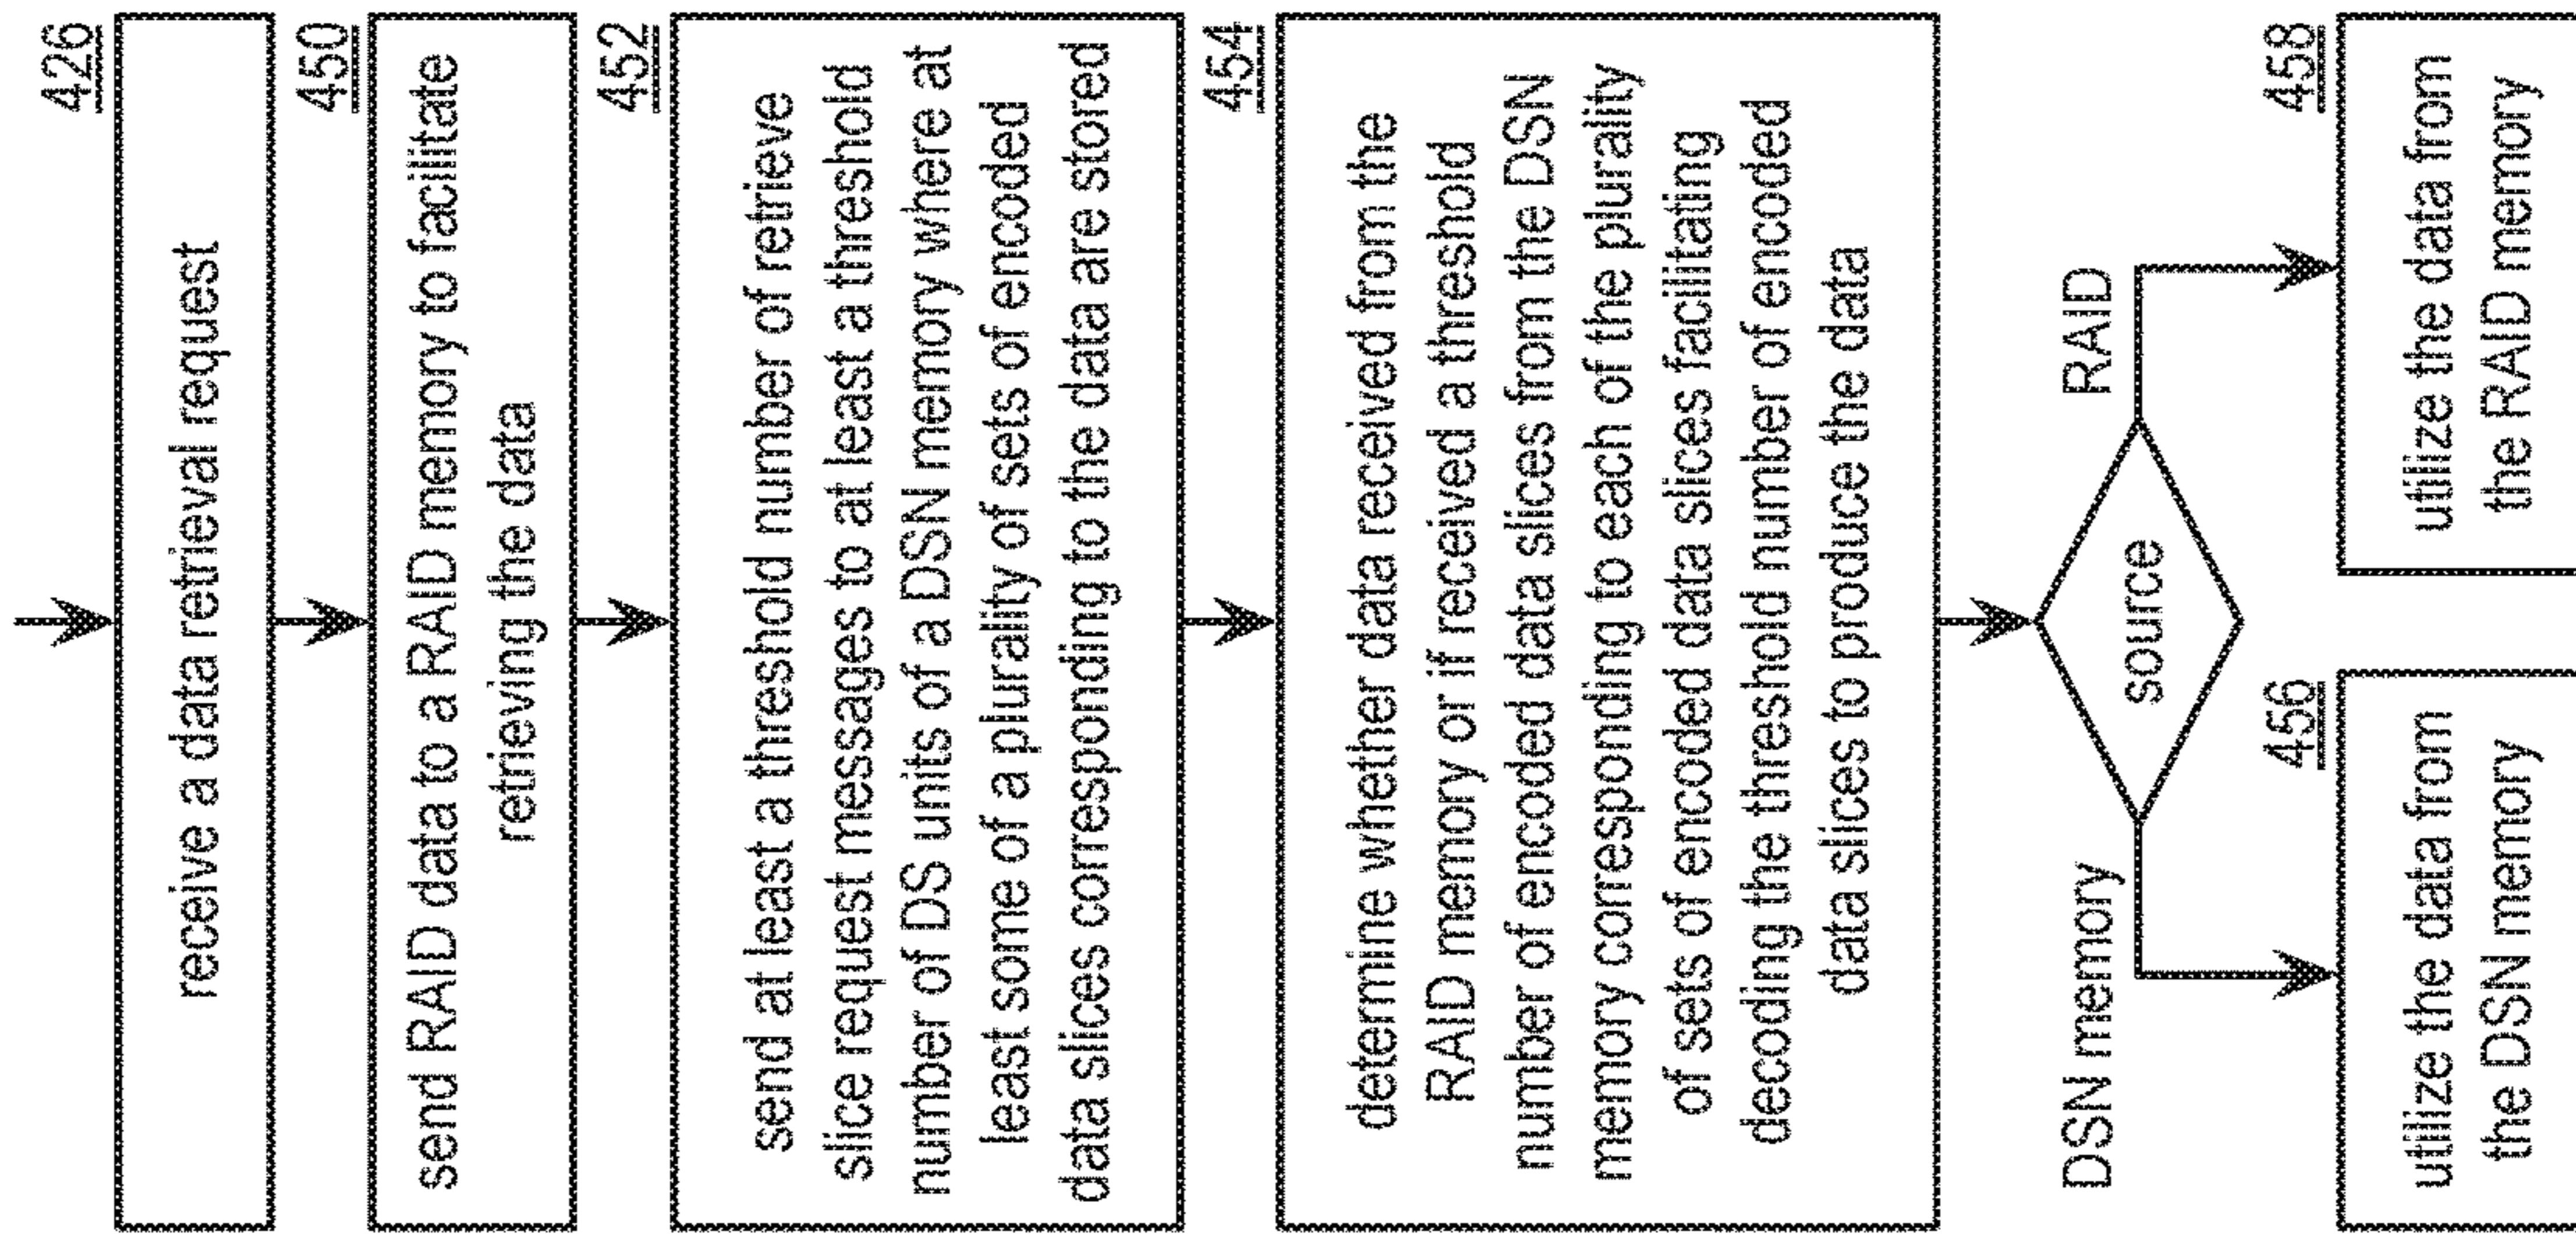 426
receive a data retrieval request
450
send RAID data to a RAID memory to facilitate
retrieving the data
452
send at least a threshold number of retrieve
slice request messages to at least a threshold
number of DS units of a DSN memory where at
least some of a plurality of sets of encoded
data slices corresponding to the data are stored
454
determine whether data received from the
RAID memory or if received a threshold
number of encoded data slices from the DSN
memory corresponding to each of the plurality
of sets of encoded data slices facilitating
decoding the threshold number of encoded
data slices to produce the data
source
DSN memory
RAID
456
utilize the data from
the DSN memory
458
utilize the data from
the RAID memory